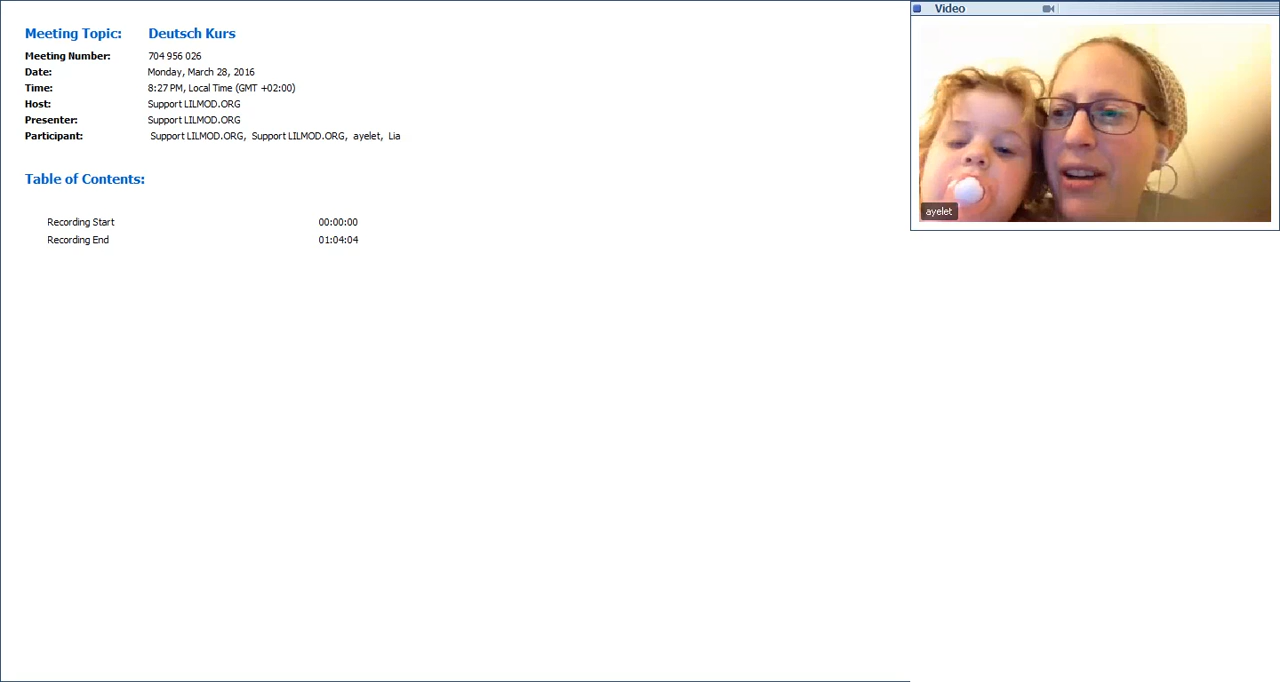 Meeting Topic: Deutsch Kurs
Meeting Number: 704 956 026
Date: Monday, March 28, 2016
Time: 8:27 PM, Local Time (GMT +02:00)
Host: Support LILMOD.ORG
Presenter: Support LILMOD.ORG
Participant: Support LILMOD.ORG, Support LILMOD.ORG, ayelet, Lia
Table of Contents:
Recording Start 00:00:00
Recording End 01:04:04
Video
ayelet